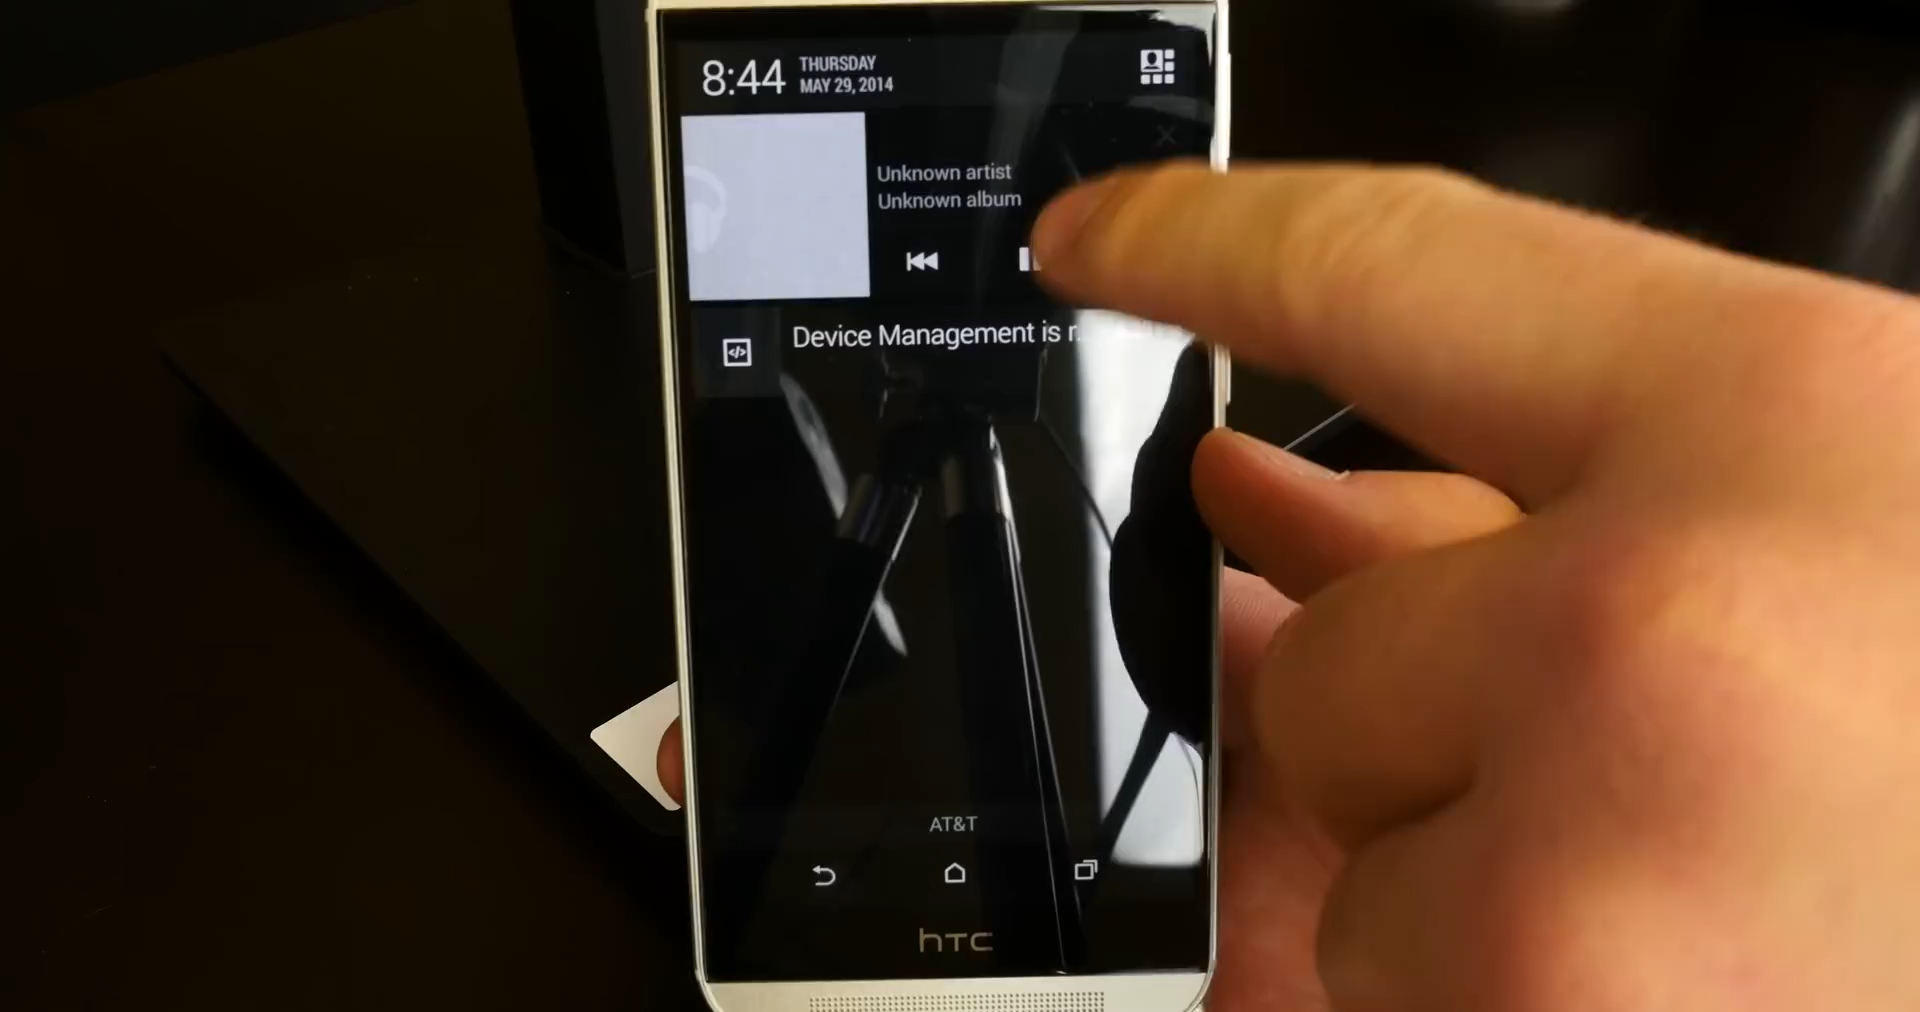 8:44
THURSDAY
MAY 29, 2014
Unknown artist
Unknown album
Device Management is r...
AT&T
hTC